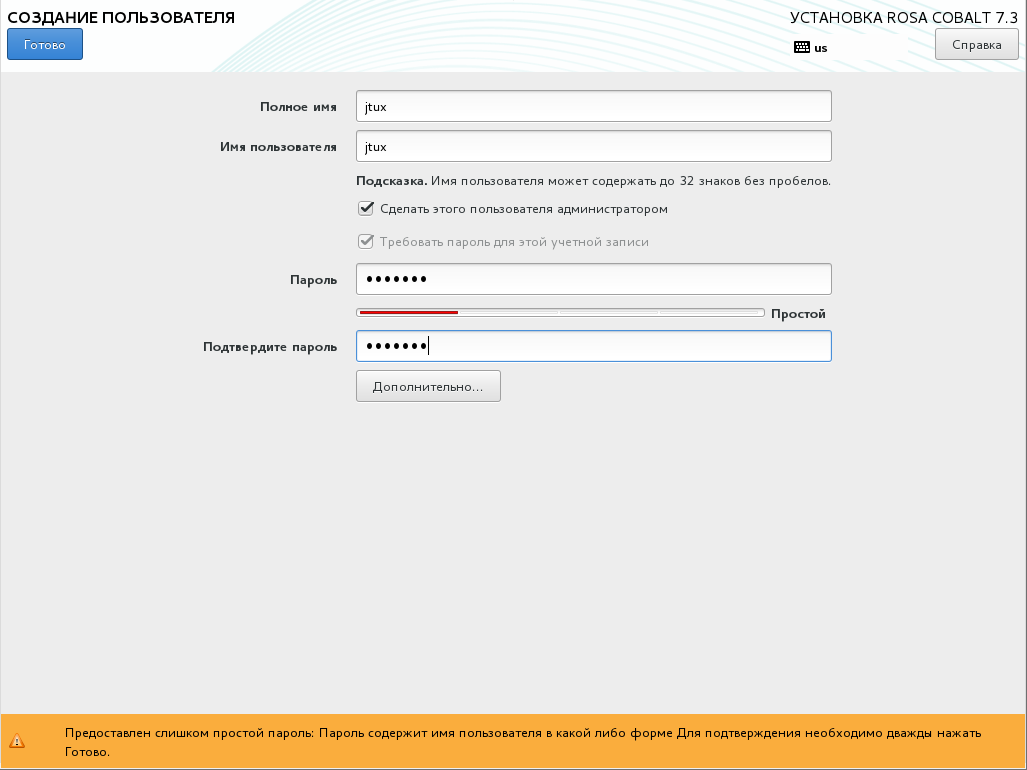 СОЗДАНИЕ ПОЛЬЗОВАТЕЛЯ
УСТАНОВКА ROSA COBALT 7.3
Готово
us
Справка
Полное имя
jtux
Имя пользователя
jtux
Подсказка. Имя пользователя может содержать до 32 знаков без пробелов.
Сделать этого пользователя администратором
Требовать пароль для этой учетной записи
Пароль
•••••••
Простой
Подтвердите пароль
•••••••
Дополнительно...
Предоставлен слишком простой пароль: Пароль содержит имя пользователя в какой либо форме Для подтверждения необходимо дважды нажать
Готово.